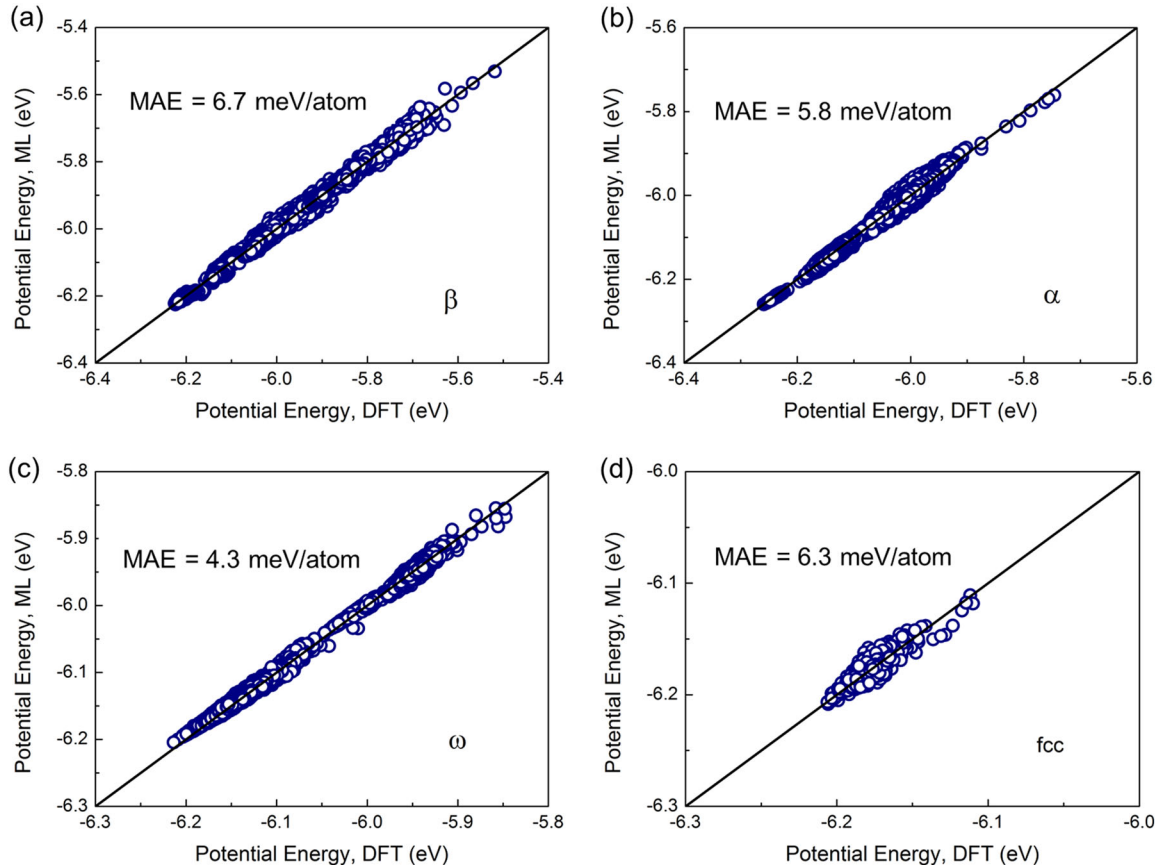 (a)
-5.4
-5.6
-5.8
-6.0
-6.2
-6.4
Potential Energy, ML (eV)
MAE = 6.7 meV/atom
β
-6.4 -6.2 -6.0 -5.8 -5.6 -5.4
Potential Energy, DFT (eV)
(b)
-5.6
-5.8
-6.0
-6.2
-6.4
Potential Energy, ML (eV)
MAE = 5.8 meV/atom
α
-6.4 -6.2 -6.0 -5.8 -5.6
Potential Energy, DFT (eV)
(c)
-5.8
-5.9
-6.0
-6.1
-6.2
-6.3
Potential Energy, ML (eV)
MAE = 4.3 meV/atom
ω
-6.3 -6.2 -6.1 -6.0 -5.9 -5.8
Potential Energy, DFT (eV)
(d)
-6.0
-6.1
-6.2
-6.3
Potential Energy, ML (eV)
MAE = 6.3 meV/atom
fcc
-6.3 -6.2 -6.1 -6.0
Potential Energy, DFT (eV)